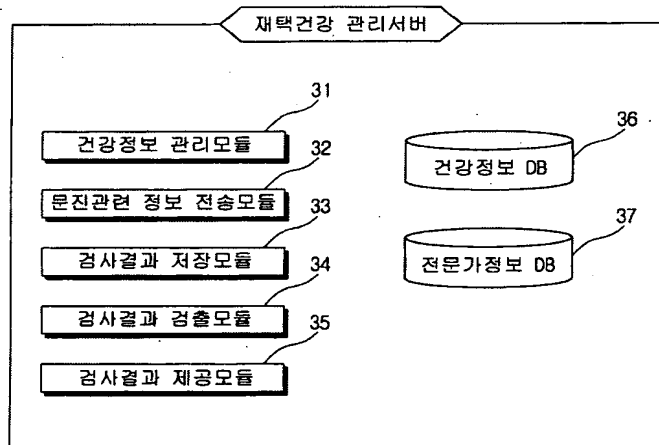 재택건강 관리서버
31
건강정보 관리모듈
32
문진관련 정보 전송모듈
33
검사결과 저장모듈
34
검사결과 검출모듈
35
검사결과 제공모듈
36
건강정보 DB
37
전문가정보 DB